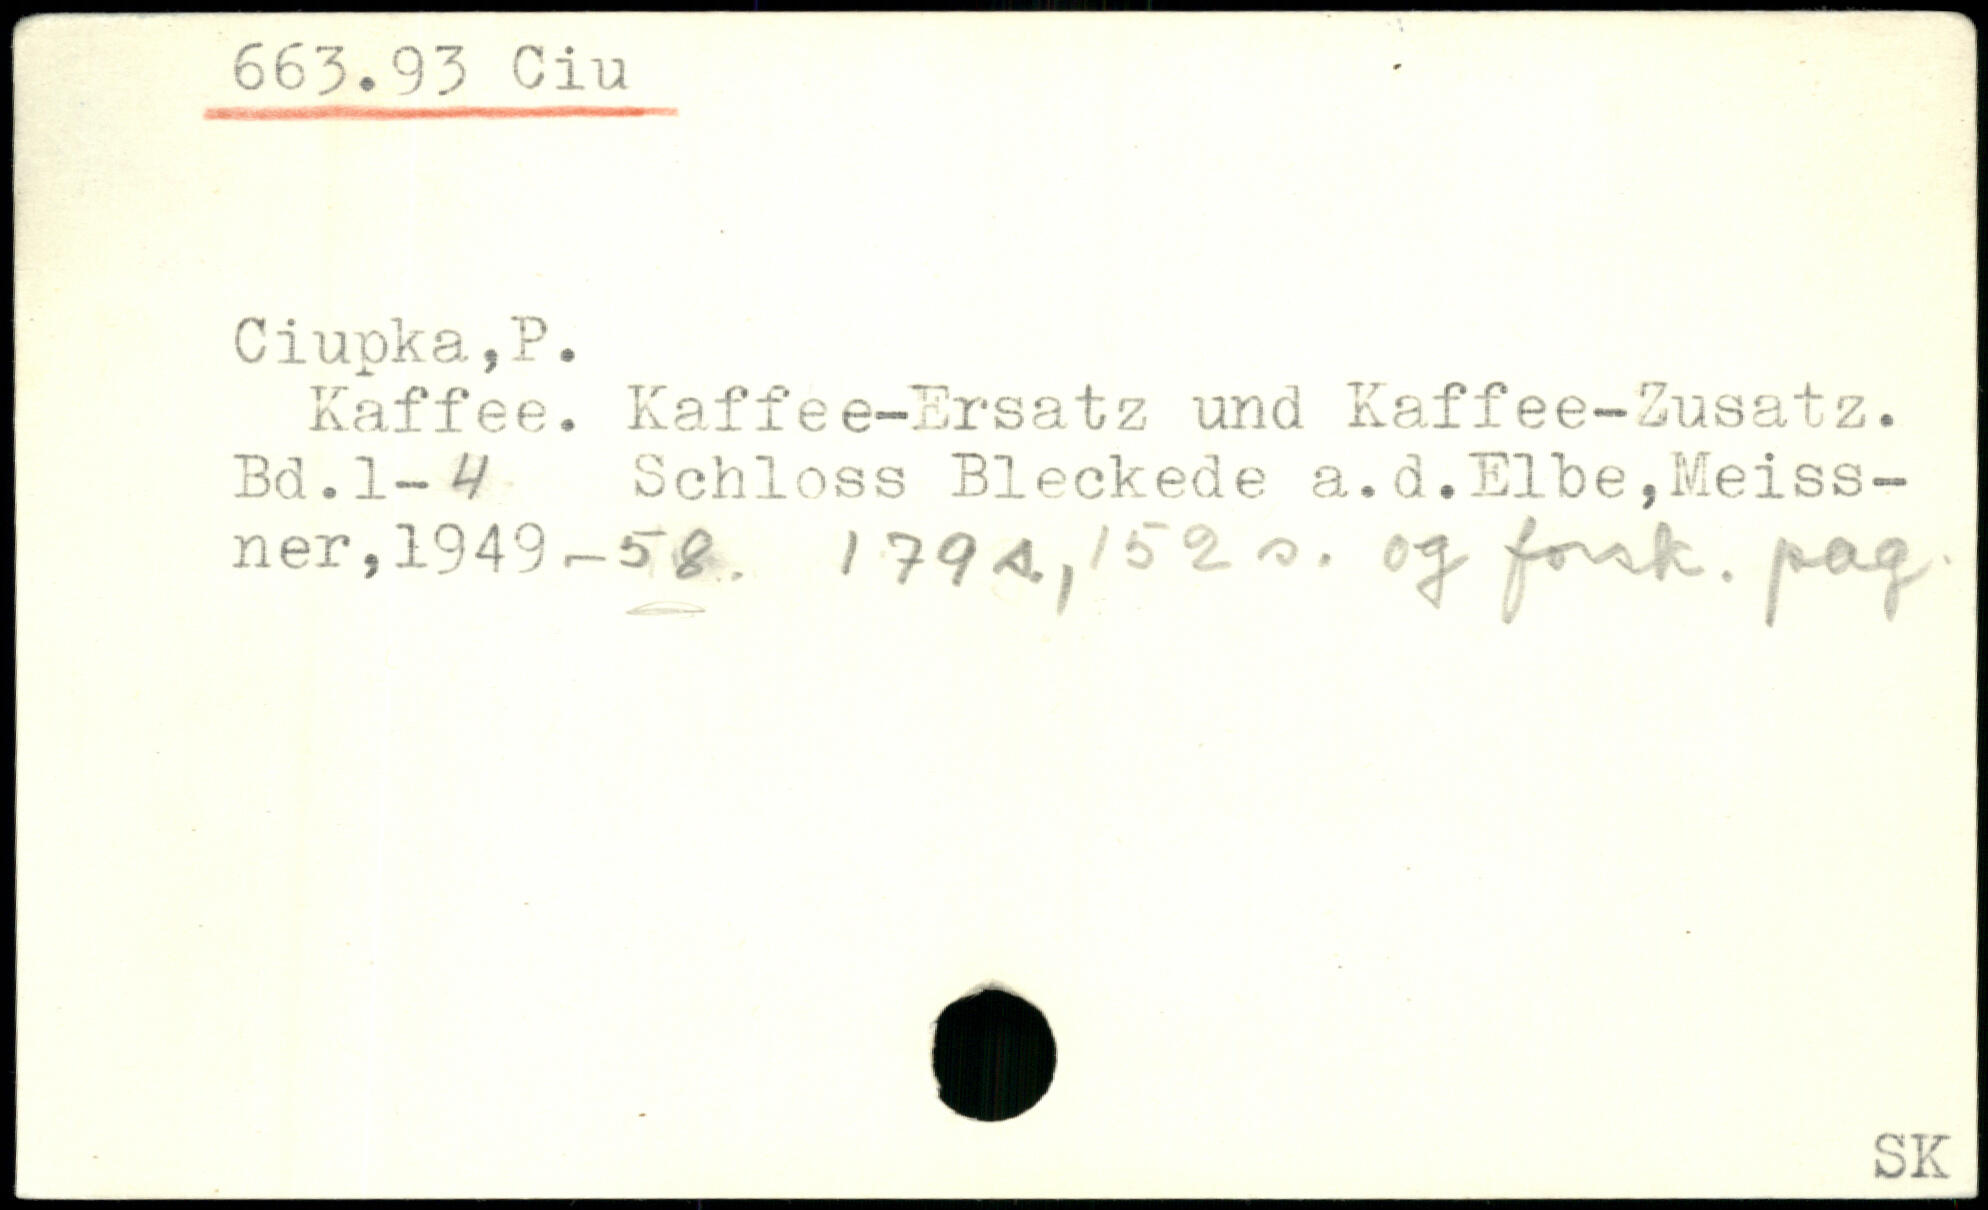 663.93 Ciu
Ciupka,P.
Kaffee. Kaffee-Ersatz und Kaffee-Zusatz.
Bd.1-4 Schloss Bleckede a.d.Elbe,Meiss-
ner,1949-58. 179 s., 152 s. og forsk. pag.
SK